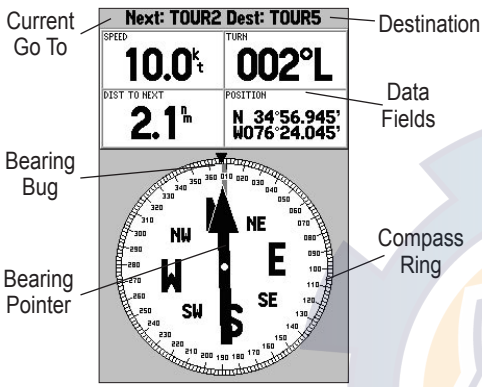 Current
Go To
Next: TOUR2 Dest: TOUR5
Destination
SPEED
10.0kt
TURN
002°L
DIST TO NEXT
2.1nm
POSITION
N 34°56.945'
W076°24.045'
Data
Fields
Bearing
Bug
Bearing
Pointer
Compass
Ring
350 360 010 020 030 040 050 060 070 080 090 100 110 120 130 140 150 160 170 180 190 200 210 220 230 240 250 260 270 280 290 300 310 320 330 340
N
NE
E
SE
S
SW
W
NW